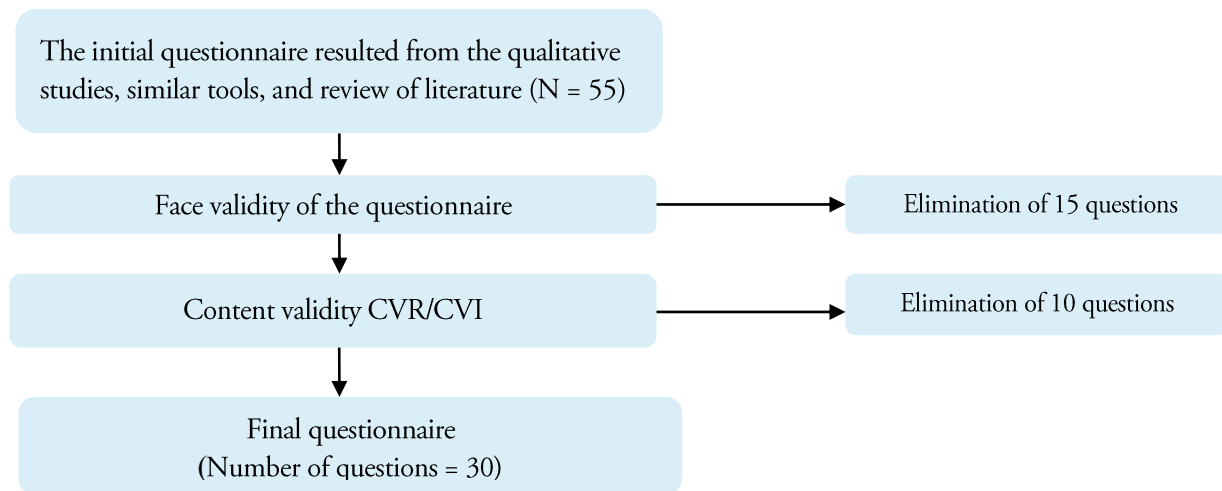 The initial questionnaire resulted from the qualitative
studies, similar tools, and review of literature (N = 55)
Face validity of the questionnaire
Elimination of 15 questions
Content validity CVR/CVI
Elimination of 10 questions
Final questionnaire
(Number of questions = 30)